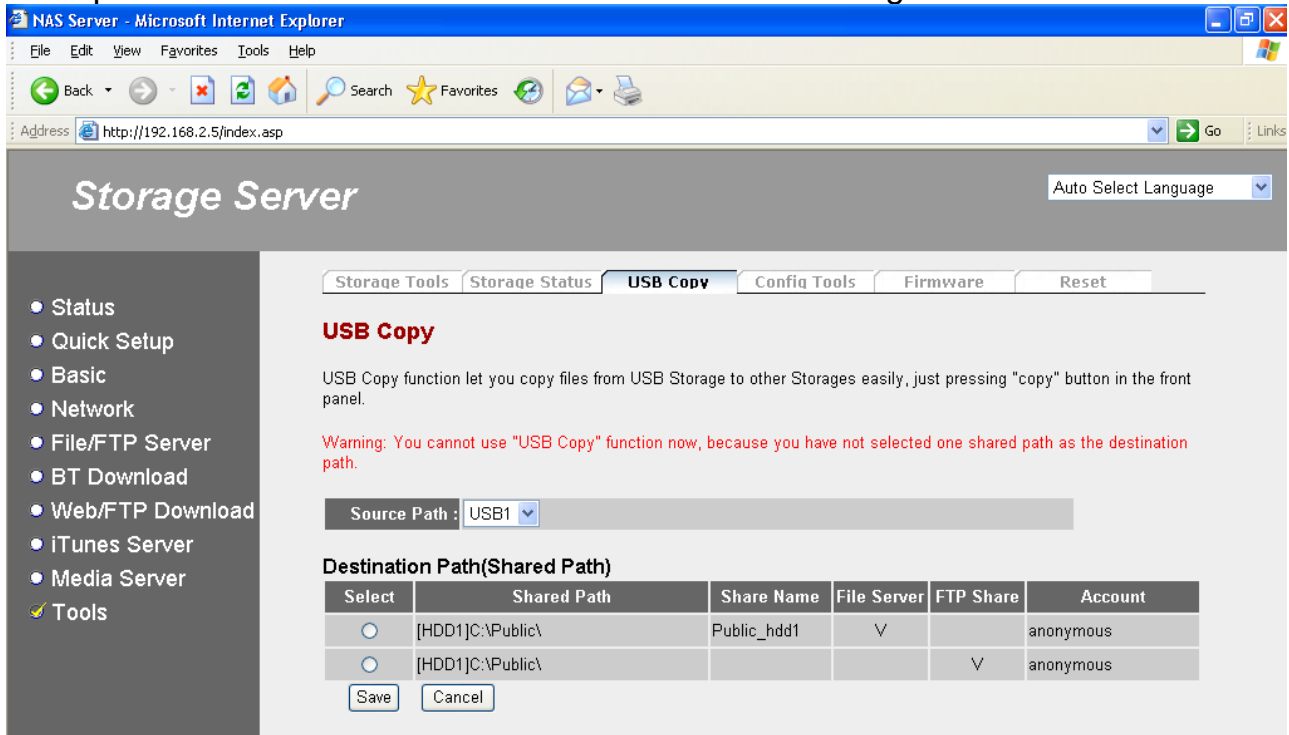 NAS Server - Microsoft Internet Explorer
File Edit View Favorites Tools Help
Back Search Favorites
Address http://192.168.2.5/index.asp Go Links
Storage Server
Auto Select Language
Storage Tools Storage Status USB Copy Config Tools Firmware Reset
Status
Quick Setup
Basic
Network
File/FTP Server
BT Download
Web/FTP Download
iTunes Server
Media Server
Tools
USB Copy
USB Copy function let you copy files from USB Storage to other Storages easily, just pressing "copy" button in the front
panel.
Warning: You cannot use "USB Copy" function now, because you have not selected one shared path as the destination
path.
Source Path : USB1
Destination Path(Shared Path)
Select Shared Path Share Name File Server FTP Share Account
[HDD1]C:\Public\ Public_hdd1 V anonymous
[HDD1]C:\Public\ V anonymous
Save Cancel